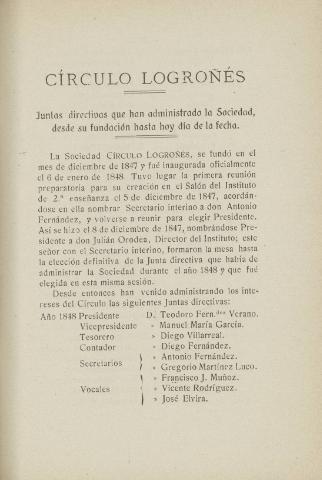 CÍRCULO LOGROÑÉS
Juntas directivas que han administrado la Sociedad,
desde su fundación hasta hoy día de la fecha.
La Sociedad CÍRCULO LOGROÑÉS, se fundó en el
mes de diciembre de 1847 y fué inaugurada oficialmente
el 6 de enero de 1848. Tuvo lugar la primera reunión
preparatoria para su creación en el Salón del Instituto
de 2.ª enseñanza el 5 de diciembre de 1847, acordán-
dose en ella nombrar Secretario interino a don Antonio
Fernández, y volverse a reunir para elegir Presidente.
Así se hizo el 8 de diciembre de 1847, nombrándose Pre-
sidente a don Julián Orodea, Director del Instituto; este
señor con el Secretario interino, formaron la mesa hasta
la elección definitiva de la Junta directiva que había de
administrar la Sociedad durante el año 1848 y que fué
elegida en esta misma sesión.
Desde entonces han venido administrando los inte-
reses del Círculo las siguientes Juntas directivas:
Año 1848 Presidente D. Teodoro Fern.dez Verano.
Vicepresidente » Manuel María García.
Tesorero » Diego Villarreal.
Contador » Diego Fernández.
Secretarios » Antonio Fernández.
» Gregorio Martínez Luco.
Vocales » Francisco J. Muñoz.
» Vicente Rodríguez.
» José Elvira.